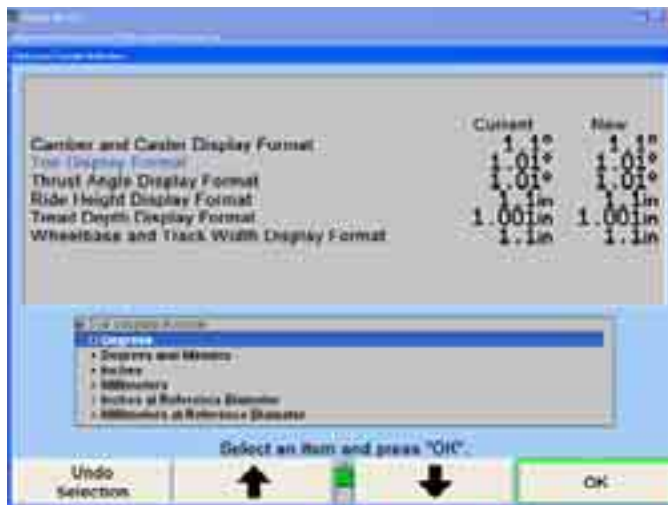 Current New
Camber and Caster Display Format 1.1° 1.1°
Toe Display Format 1.01° 1.01°
Thrust Angle Display Format 1.01° 1.01°
Ride Height Display Format 1.1in 1.1in
Tread Depth Display Format 1.001in 1.001in
Wheelbase and Track Width Display Format 1.1in 1.1in
Toe Display Format
Degrees
Degrees and Minutes
Inches
Millimeters
Inches at Reference Diameter
Millimeters at Reference Diameter
Select an item and press "OK".
Undo Selection
OK